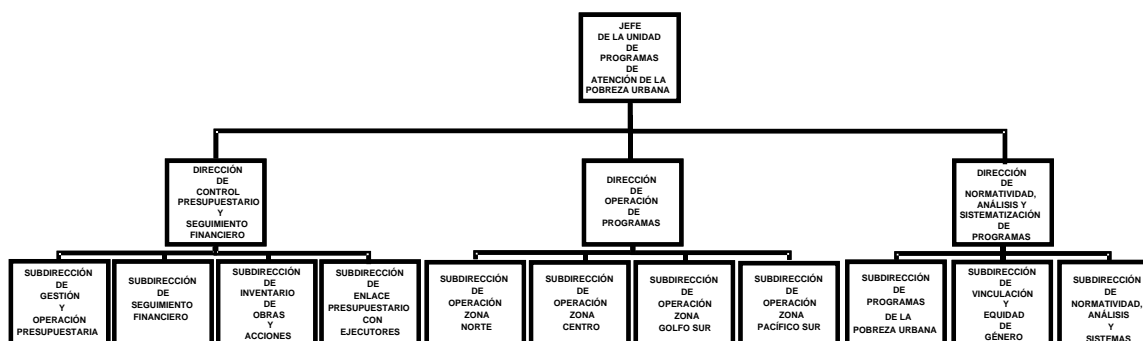 JEFE
DE LA UNIDAD
DE
PROGRAMAS
DE
ATENCIÓN DE LA
POBREZA URBANA
DIRECCIÓN
DE
CONTROL
PRESUPUESTARIO
Y
SEGUIMIENTO
FINANCIERO
DIRECCIÓN
DE
OPERACIÓN
DE
PROGRAMAS
DIRECCIÓN
DE
NORMATIVIDAD,
ANÁLISIS Y
SISTEMATIZACIÓN
DE
PROGRAMAS
SUBDIRECCIÓN
DE
GESTIÓN
Y
OPERACIÓN
PRESUPUESTARIA
SUBDIRECCIÓN
DE
SEGUIMIENTO
FINANCIERO
SUBDIRECCIÓN
DE
INVENTARIO
DE
OBRAS
Y
ACCIONES
SUBDIRECCIÓN
DE
ENLACE
PRESUPUESTARIO
CON
EJECUTORES
SUBDIRECCIÓN
DE
OPERACIÓN
ZONA
NORTE
SUBDIRECCIÓN
DE
OPERACIÓN
ZONA
CENTRO
SUBDIRECCIÓN
DE
OPERACIÓN
ZONA
GOLFO SUR
SUBDIRECCIÓN
DE
OPERACIÓN
ZONA
PACÍFICO SUR
SUBDIRECCIÓN
DE
PROGRAMAS
DE LA
POBREZA URBANA
SUBDIRECCIÓN
DE
VINCULACIÓN
Y
EQUIDAD
DE
GÉNERO
SUBDIRECCIÓN
DE
NORMATIVIDAD,
ANÁLISIS
Y
SISTEMAS